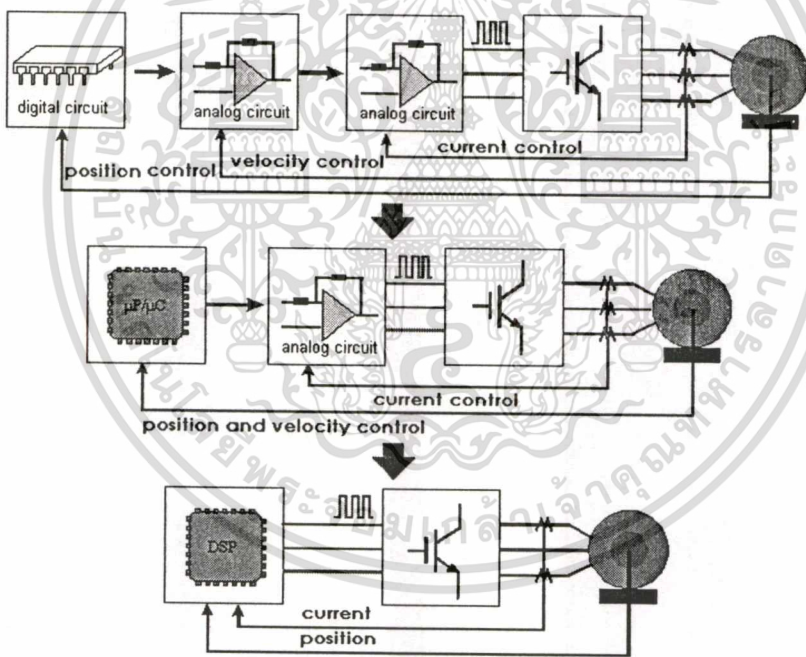 digital circuit
analog circuit
analog circuit
current control
velocity control
position control
µP/µC
analog circuit
current control
position and velocity control
DSP
current
position